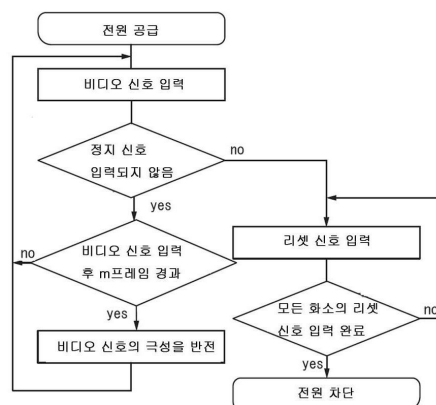 전원 공급
비디오 신호 입력
정지 신호
입력되지 않음
no
yes
비디오 신호 입력
후 m프레임 경과
no
yes
비디오 신호의 극성을 반전
리셋 신호 입력
모든 화소의 리셋
신호 입력 완료
no
yes
전원 차단